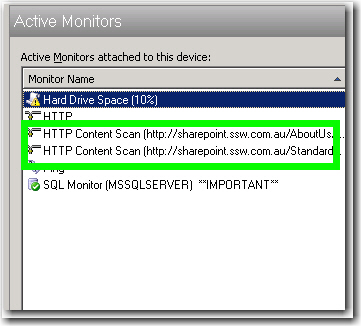 Active Monitors
Active Monitors attached to this device:
Monitor Name
Hard Drive Space (10%)
HTTP
HTTP Content Scan (http://sharepoint.ssw.com.au/AboutUs/...
HTTP Content Scan (http://sharepoint.ssw.com.au/Standard...
Ping
SQL Monitor (MSSQLSERVER) **IMPORTANT**